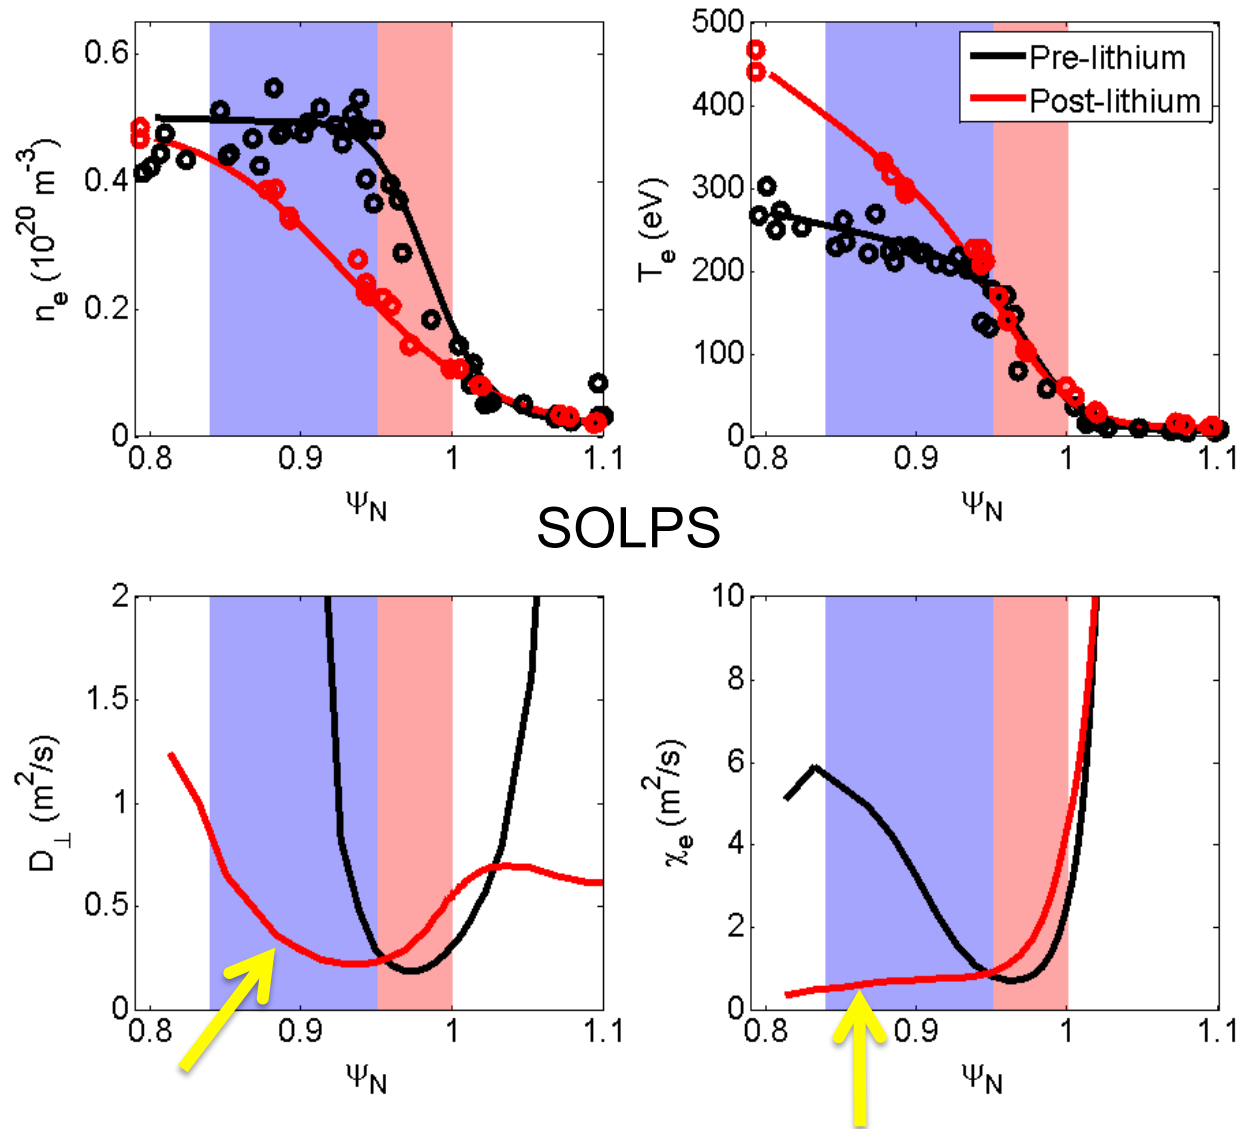 n_e (10^20 m^-3)
0.6
0.4
0.2
0
0.8 0.9 1 1.1
Ψ_N
T_e (eV)
500
400
300
200
100
0
Pre-lithium
Post-lithium
0.8 0.9 1 1.1
Ψ_N
SOLPS
D_⊥ (m^2/s)
2
1.5
1
0.5
0
0.8 0.9 1 1.1
Ψ_N
χ_e (m^2/s)
10
8
6
4
2
0
0.8 0.9 1 1.1
Ψ_N